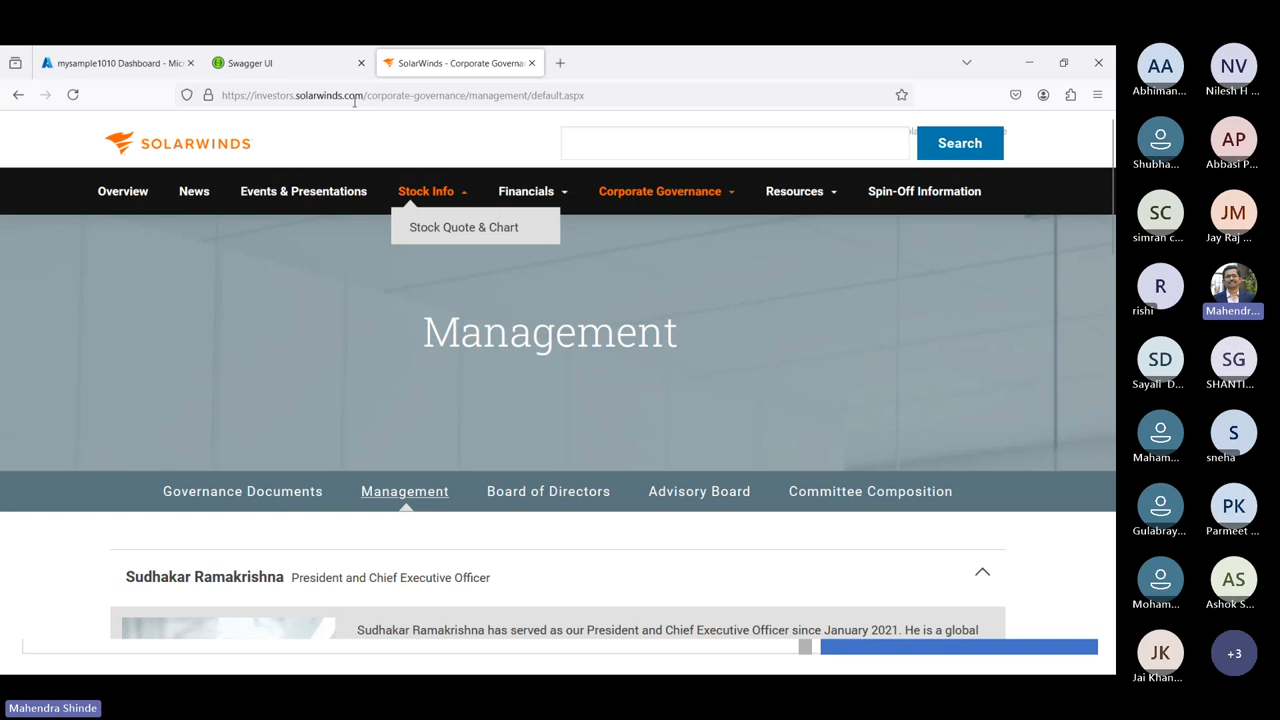 mysample1010 Dashboard - Mic
Swagger UI
SolarWinds - Corporate Governa
https://investors.solarwinds.com/corporate-governance/management/default.aspx
SOLARWINDS
Search
Overview
News
Events & Presentations
Stock Info
Financials
Corporate Governance
Resources
Spin-Off Information
Stock Quote & Chart
Management
Governance Documents
Management
Board of Directors
Advisory Board
Committee Composition
Sudhakar Ramakrishna President and Chief Executive Officer
Sudhakar Ramakrishna has served as our President and Chief Executive Officer since January 2021. He is a global
AA
Abhiman...
NV
Nilesh H ...
Shubha...
AP
Abbasi P...
SC
simran c...
JM
Jay Raj ...
R
rishi
Mahendr...
SD
Sayali D...
SG
SHANTI...
Maham...
S
sneha
Gulabray...
PK
Parmeet ...
Moham...
AS
Ashok S...
JK
Jai Khan...
+3
Mahendra Shinde